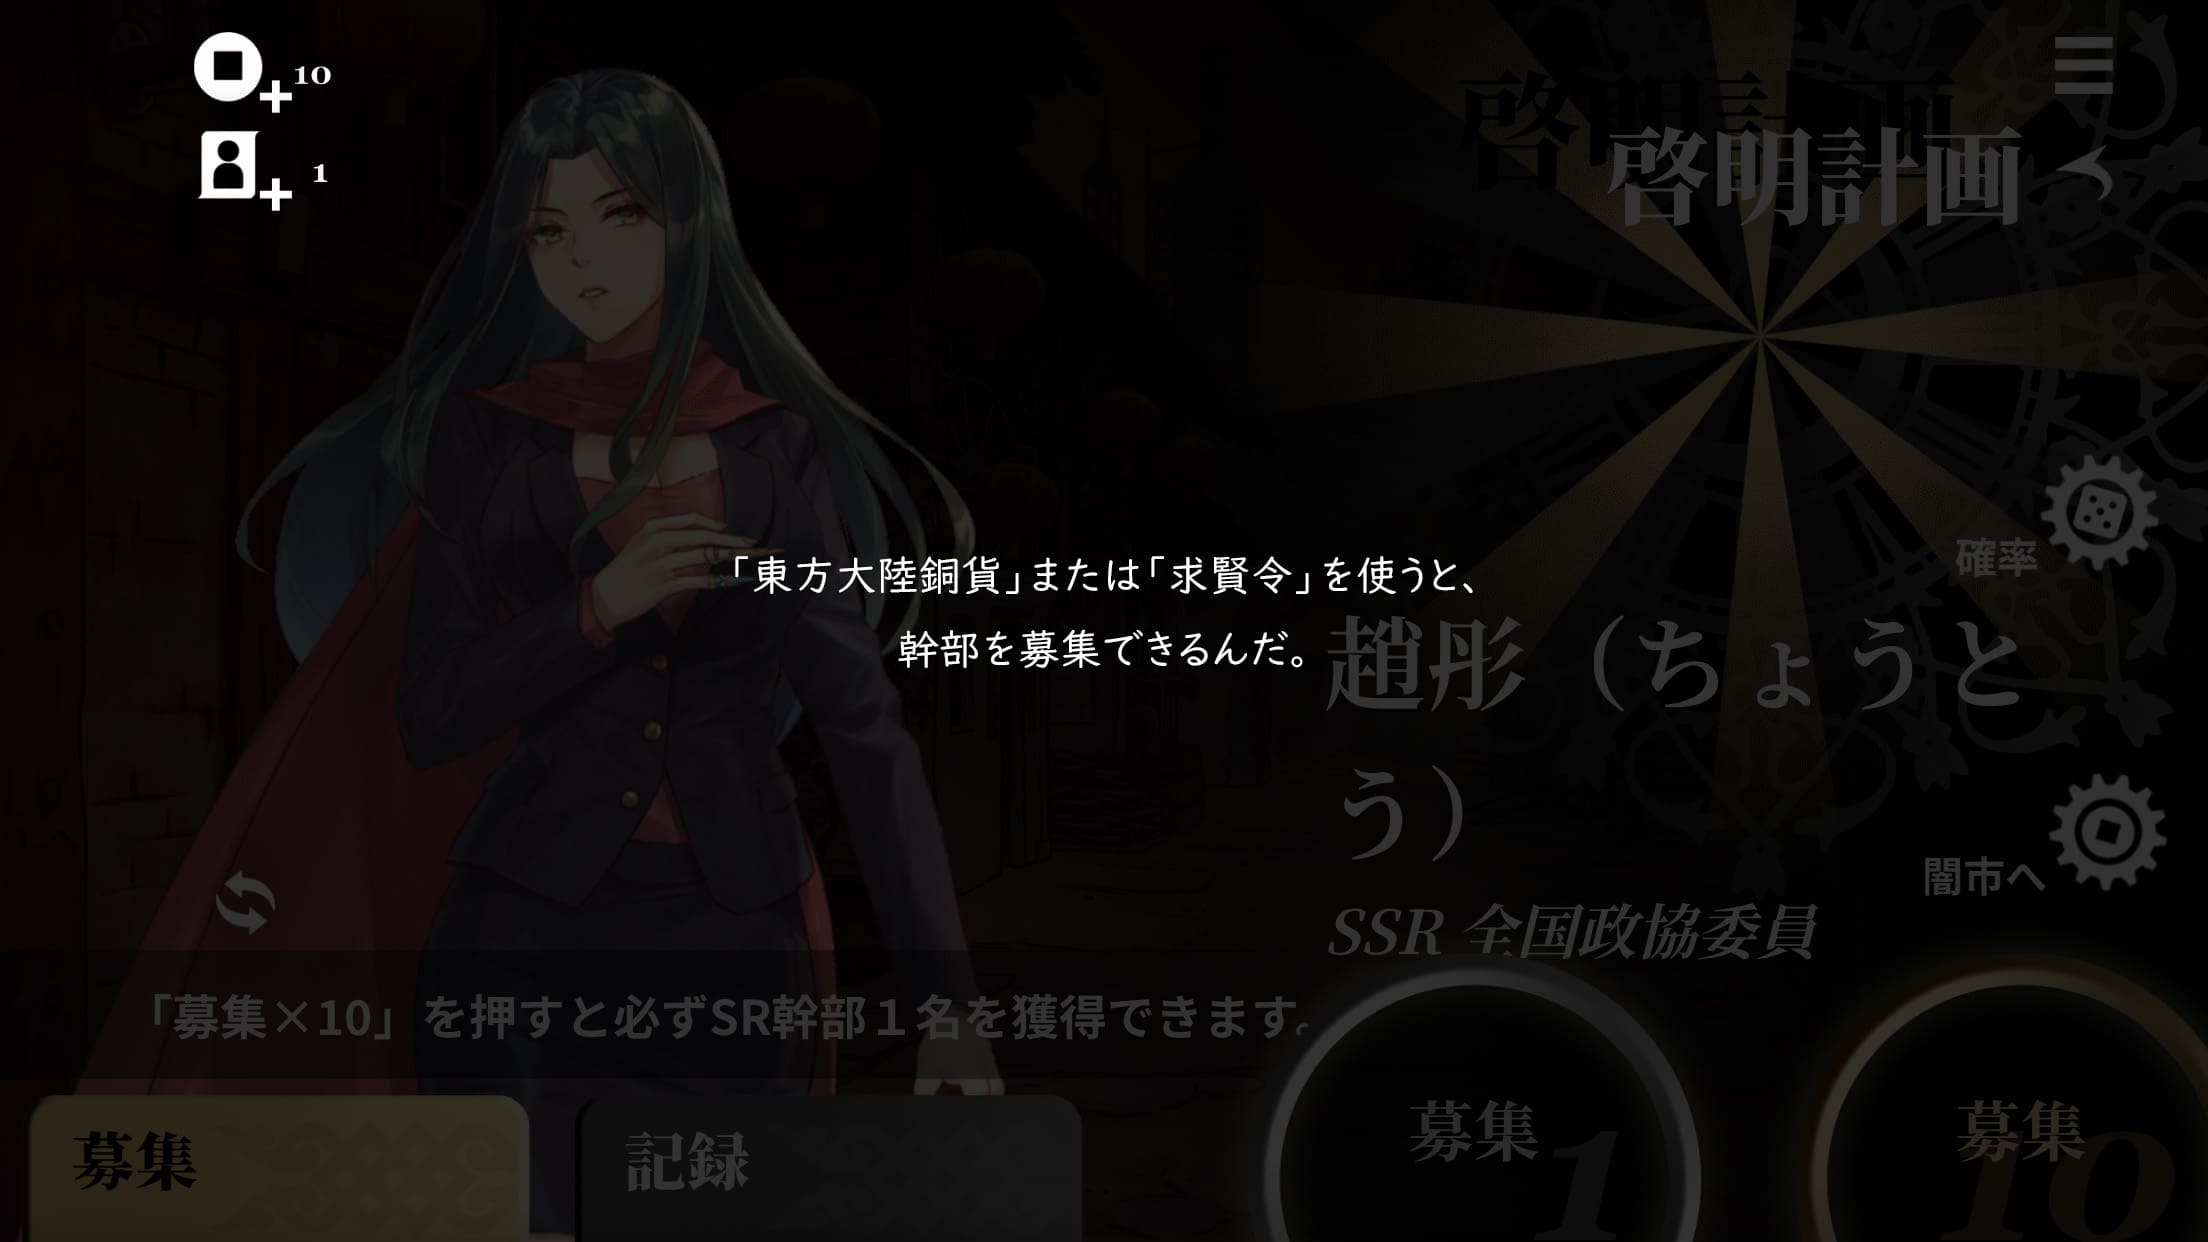 10
1
啓明計画
啓明計画
確率
「東方大陸銅貨」または「求賢令」を使うと、
幹部を募集できるんだ。
趙彤（ちょうと
う）
闇市へ
SSR 全国政協委員
「募集×10」を押すと必ずSR幹部１名を獲得できます。
募集
記録
募集
1
募集
10